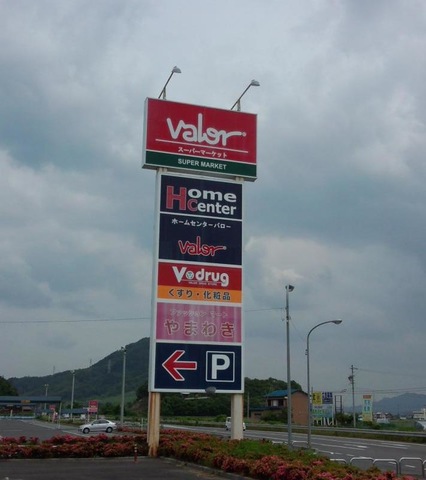 valor
スーパーマーケット
SUPER MARKET
Home
Center
ホームセンターバロー
valor
V・drug
くすり・化粧品
やまわき
P